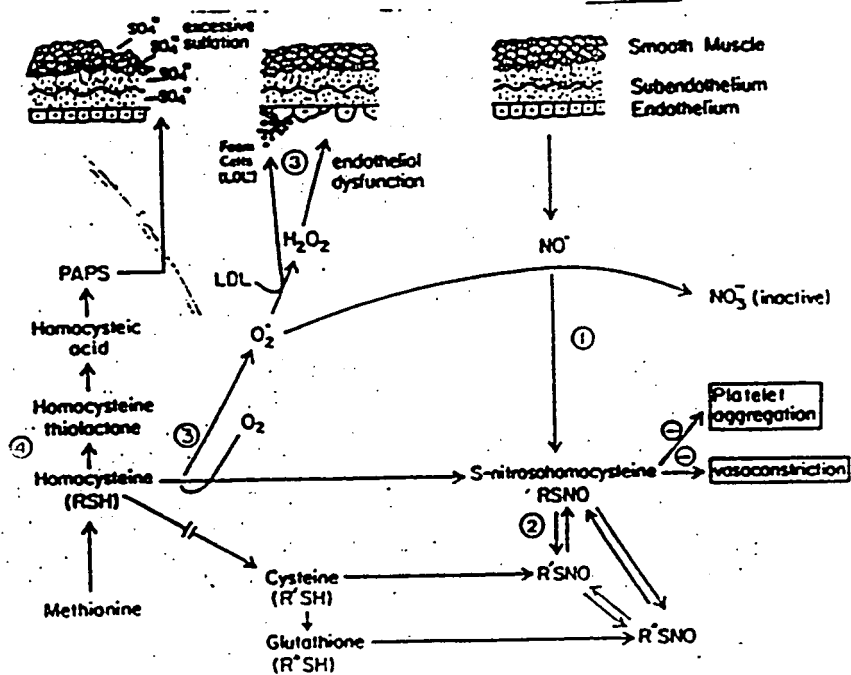 SO₄⁼ excessive
SO₄⁼ sulfation
SO₄⁼
SO₄⁼
Smooth Muscle
Subendothelium
Endothelium
Foam
Cells
(LDL)
③
endothelial
dysfunction
H₂O₂
LDL
NO
NO₃⁻ (inactive)
PAPS
O₂
①
Homocysteic
acid
Homocysteine
thiolactone
③
O₂
Platelet
aggregation
④
Homocysteine
(RSH)
S-nitrosohomocysteine
RSNO
⊖
⊖
vasoconstriction
②
Cysteine
(R'SH)
R'SNO
Methionine
Glutathione
(R"SH)
R"SNO